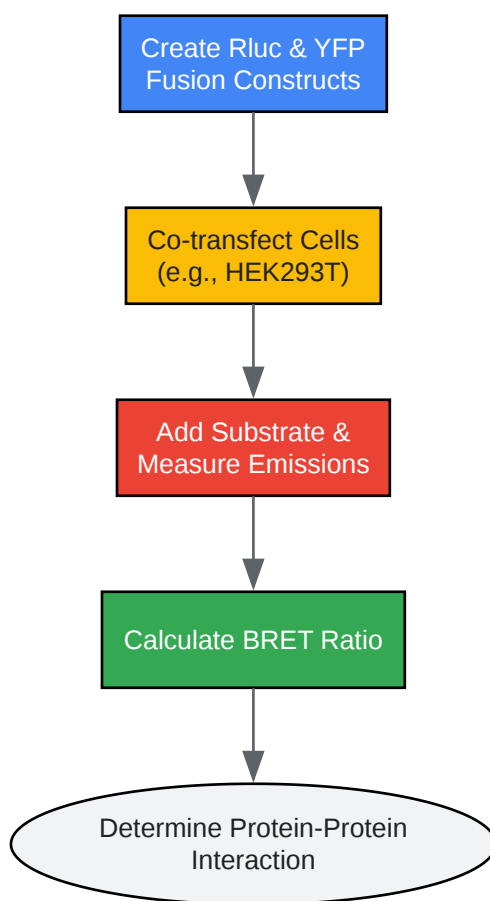 Create Rluc & YFP
Fusion Constructs
Co-transfect Cells
(e.g., HEK293T)
Add Substrate &
Measure Emissions
Calculate BRET Ratio
Determine Protein-Protein
Interaction